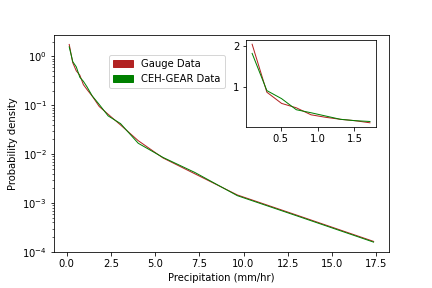 Gauge Data
CEH-GEAR Data
2
1
0.5 1.0 1.5
Probability density
10⁰
10⁻¹
10⁻²
10⁻³
10⁻⁴
0.0 2.5 5.0 7.5 10.0 12.5 15.0 17.5
Precipitation (mm/hr)